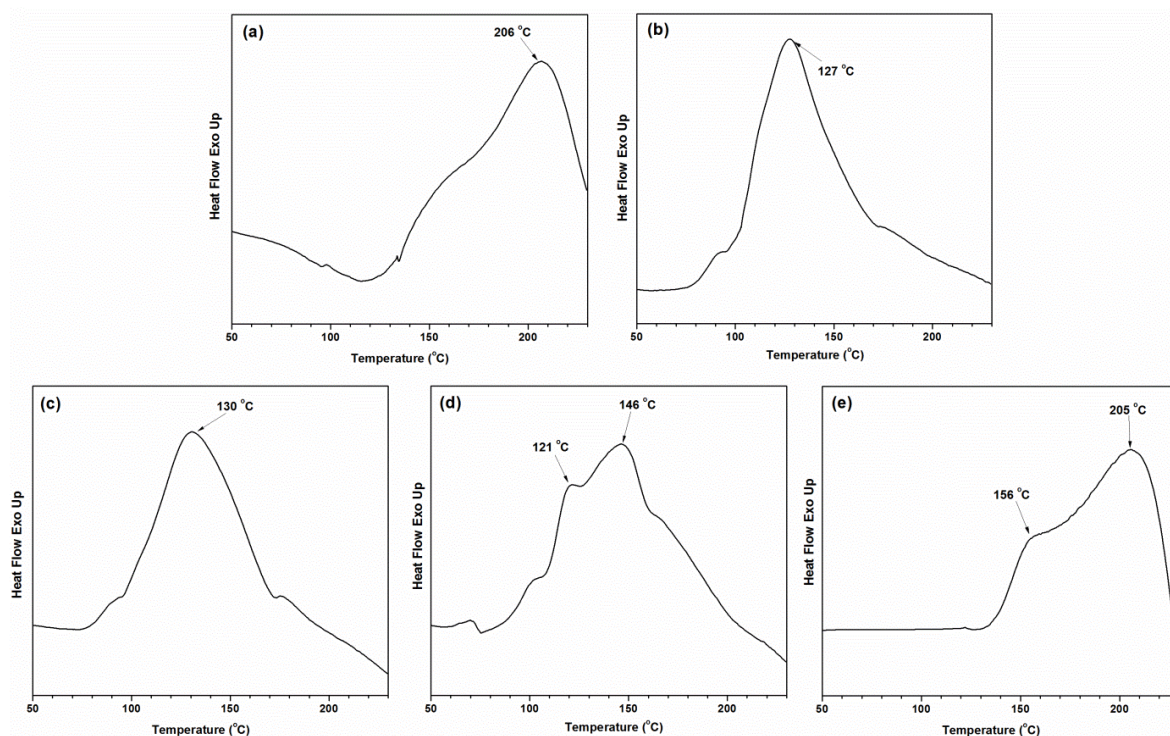 (a)
206 °C
Heat Flow Exo Up
50 100 150 200
Temperature (°C)
(b)
127 °C
Heat Flow Exo Up
50 100 150 200
Temperature (°C)
(c)
130 °C
Heat Flow Exo Up
50 100 150 200
Temperature (°C)
(d)
121 °C
146 °C
Heat Flow Exo Up
50 100 150 200
Temperature (°C)
(e)
156 °C
205 °C
Heat Flow Exo Up
50 100 150 200
Temperature (°C)